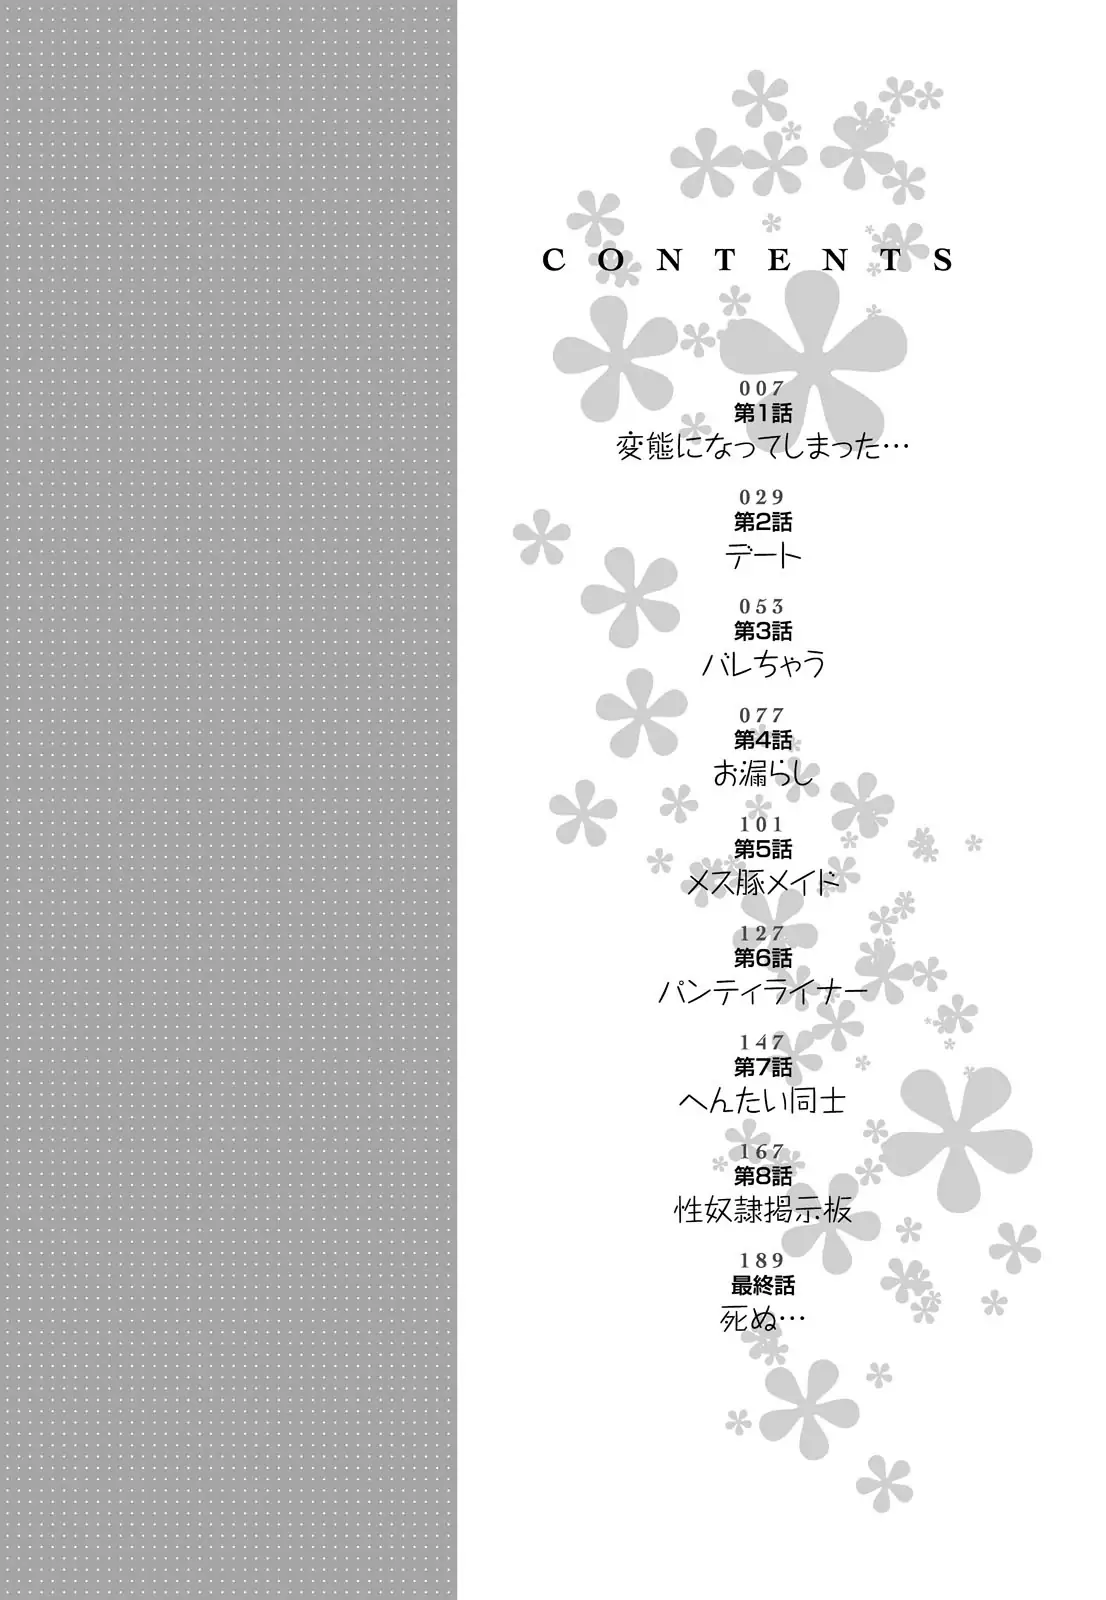 CONTENTS
007
第1話
変態になってしまった…
029
第2話
デート
053
第3話
バレちゃう
077
第4話
お漏らし
101
第5話
メス豚メイド
127
第6話
パンティライナー
147
第7話
へんたい同士
167
第8話
性奴隷掲示板
189
最終話
死ぬ…